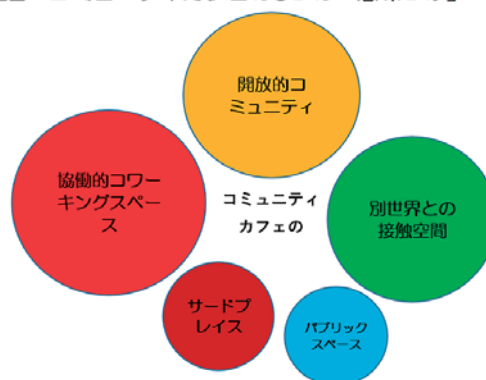 開放的コ
ミュニティ
協働的コワー
キングスペー
ス
コミュニティ
カフェの
別世界との
接触空間
サードプ
レイス
パブリック
スペース